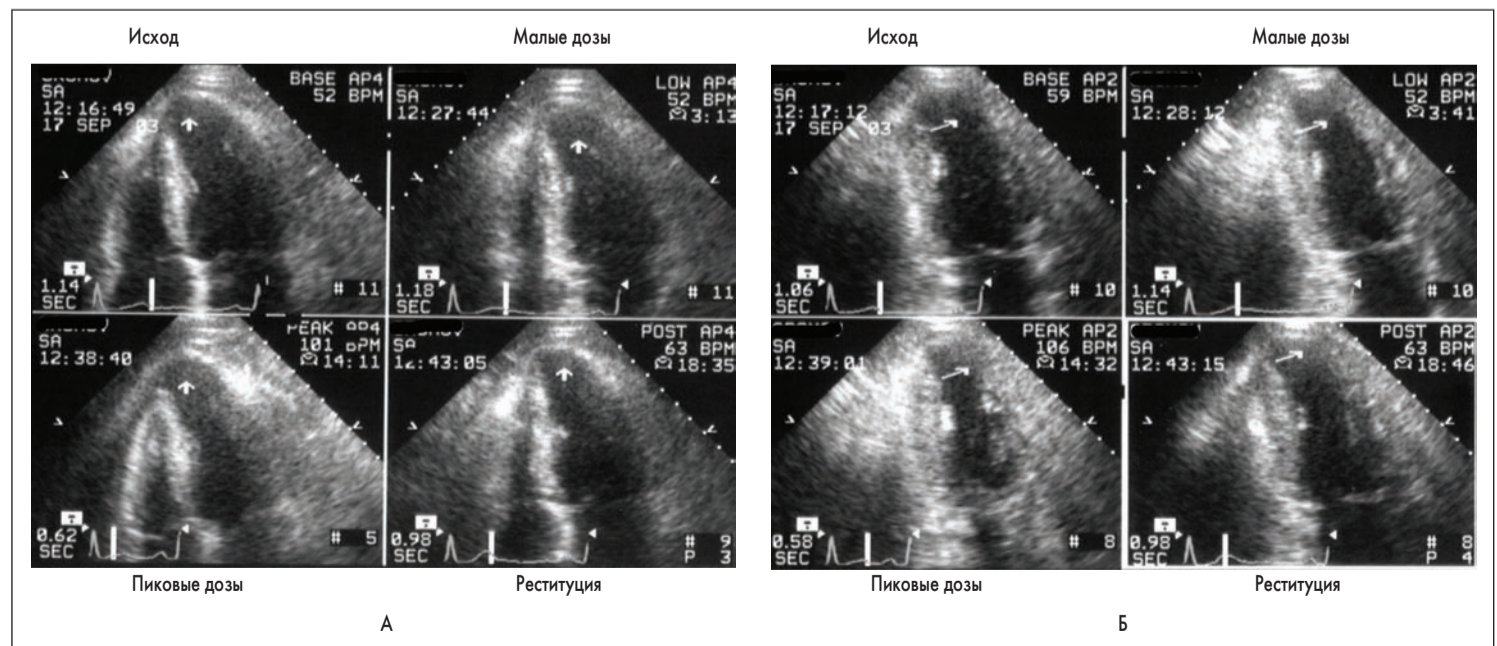 Исход
Малые дозы
Исход
Малые дозы
SA
12:16:49
17 SEP 03
BASE AP4
52 BPM
1.14
SEC
# 11
SA
12:27:44
LOW AP4
52 BPM
3:13
1.18
SEC
# 11
SA
12:38:40
PEAK AP4
101 BPM
14:11
0.62
SEC
# 5
SA
12:43:05
POST AP4
63 BPM
18:35
0.98
SEC
# 9
P 3
SA
12:17:12
17 SEP 03
BASE AP2
59 BPM
1.06
SEC
# 10
SA
12:28:12
LOW AP2
52 BPM
3:41
1.14
SEC
# 10
SA
12:39:01
PEAK AP2
106 BPM
14:32
0.58
SEC
# 8
SA
12:43:15
POST AP2
63 BPM
18:46
0.98
SEC
# 8
P 4
Пиковые дозы
Реституция
Пиковые дозы
Реституция
А
Б